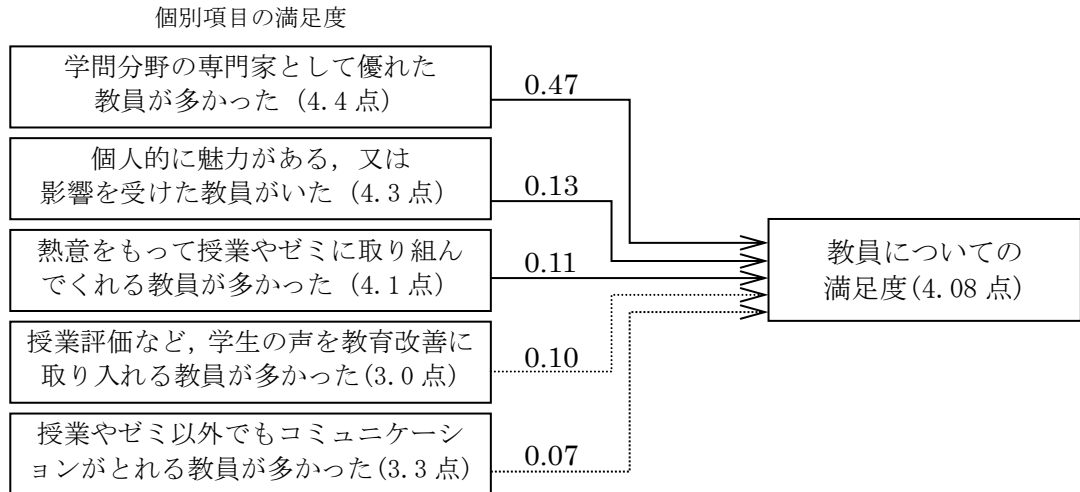 個別項目の満足度
学問分野の専門家として優れた
教員が多かった (4.4 点)
0.47
個人的に魅力がある, 又は
影響を受けた教員がいた (4.3 点)
0.13
熱意をもって授業やゼミに取り組ん
でくれる教員が多かった (4.1 点)
0.11
授業評価など, 学生の声を教育改善に
取り入れる教員が多かった(3.0 点)
0.10
授業やゼミ以外でもコミュニケーシ
ョンがとれる教員が多かった(3.3 点)
0.07
教員についての
満足度(4.08 点)